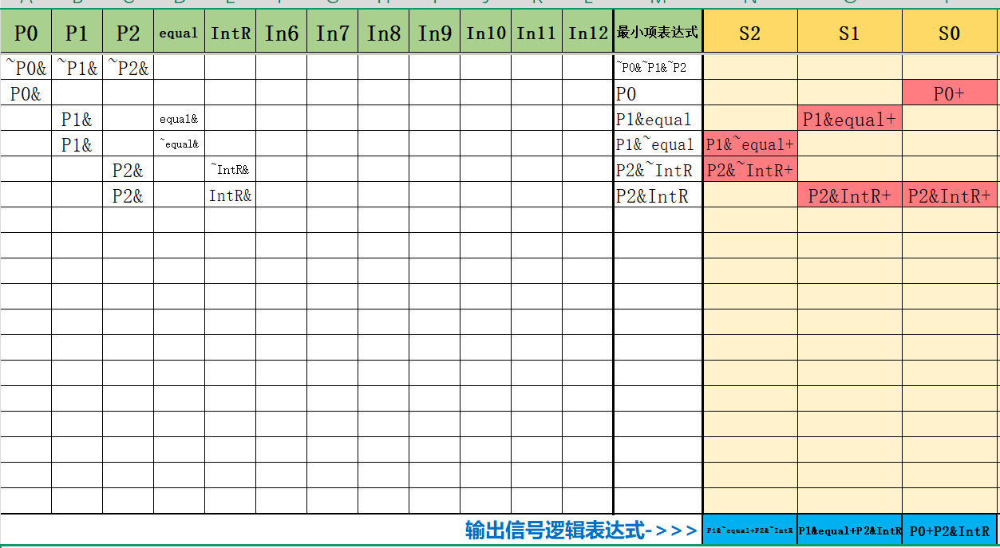 P0 P1 P2 equal IntR In6 In7 In8 In9 In10 In11 In12 最小项表达式 S2 S1 S0
~P0& ~P1& ~P2& ~P0&~P1&~P2
P0& P0 P0+
P1& equal& P1&equal P1&equal+
P1& ~equal& P1&~equal P1&~equal+
P2& ~IntR& P2&~IntR P2&~IntR+
P2& IntR& P2&IntR P2&IntR+ P2&IntR+
输出信号逻辑表达式->>>> P1&~equal+P2&~IntR P1&equal+P2&IntR P0+P2&IntR